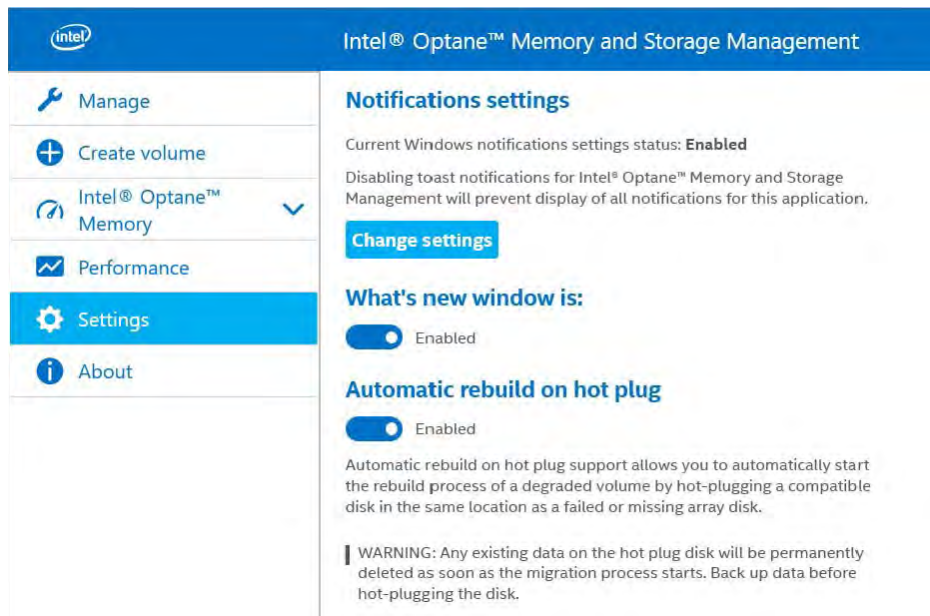 intel
Intel® Optane™ Memory and Storage Management
Manage
Create volume
Intel® Optane™
Memory
Performance
Settings
About
Notifications settings
Current Windows notifications settings status: Enabled
Disabling toast notifications for Intel® Optane™ Memory and Storage
Management will prevent display of all notifications for this application.
Change settings
What's new window is:
Enabled
Automatic rebuild on hot plug
Enabled
Automatic rebuild on hot plug support allows you to automatically start
the rebuild process of a degraded volume by hot-plugging a compatible
disk in the same location as a failed or missing array disk.
WARNING: Any existing data on the hot plug disk will be permanently
deleted as soon as the migration process starts. Back up data before
hot-plugging the disk.